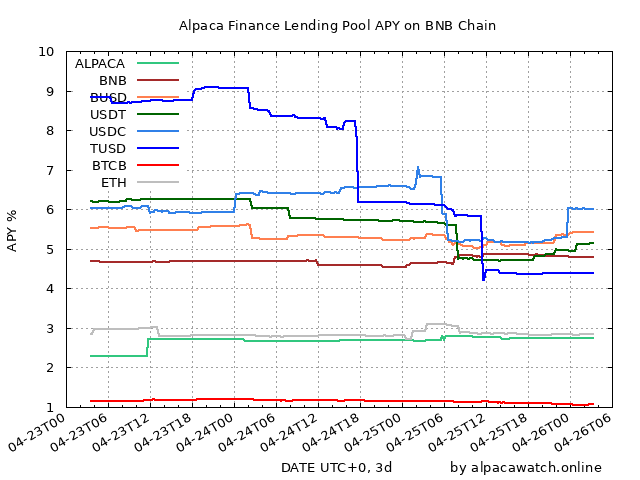 Alpaca Finance Lending Pool APY on BNB Chain
APY %
10
9
8
7
6
5
4
3
2
1
ALPACA
BNB
BUSD
USDT
USDC
TUSD
BTCB
ETH
04-23T00
04-23T06
04-23T12
04-23T18
04-24T00
04-24T06
04-24T12
04-24T18
04-25T00
04-25T06
04-25T12
04-25T18
04-26T00
04-26T06
DATE UTC+0, 3d
by alpacawatch.online